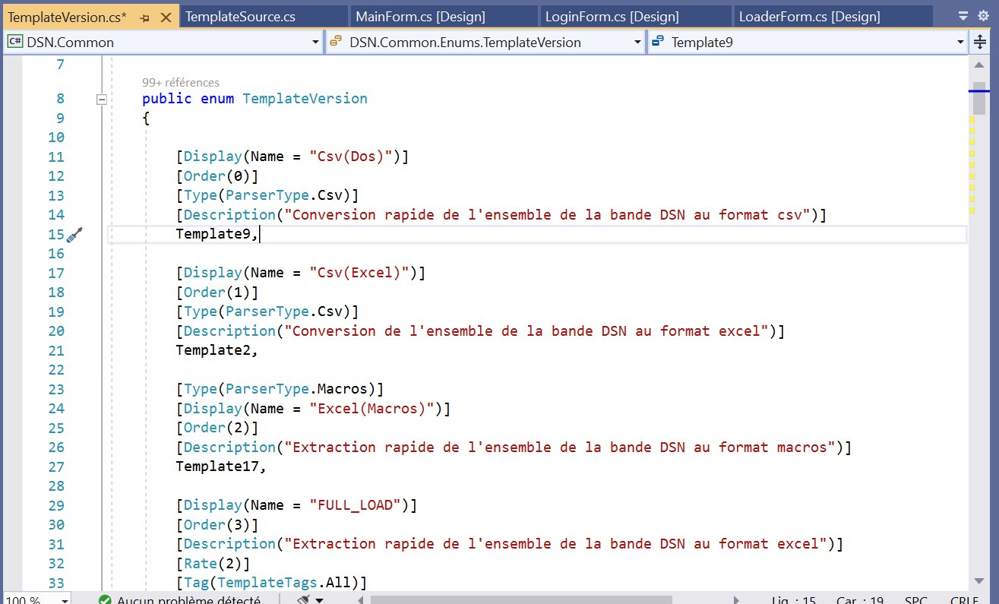 TemplateVersion.cs* TemplateSource.cs MainForm.cs [Design] LoginForm.cs [Design] LoaderForm.cs [Design]
C# DSN.Common DSN.Common.Enums.TemplateVersion Template9
7
99+ références
8 public enum TemplateVersion
9 {
10
11 [Display(Name = "Csv(Dos)")]
12 [Order(0)]
13 [Type(ParserType.Csv)]
14 [Description("Conversion rapide de l'ensemble de la bande DSN au format csv")]
15 Template9,
16
17 [Display(Name = "Csv(Excel)")]
18 [Order(1)]
19 [Type(ParserType.Csv)]
20 [Description("Conversion de l'ensemble de la bande DSN au format excel")]
21 Template2,
22
23 [Type(ParserType.Macros)]
24 [Display(Name = "Excel(Macros)")]
25 [Order(2)]
26 [Description("Extraction rapide de l'ensemble de la bande DSN au format macros")]
27 Template17,
28
29 [Display(Name = "FULL_LOAD")]
30 [Order(3)]
31 [Description("Extraction rapide de l'ensemble de la bande DSN au format excel")]
32 [Rate(2)]
33 [Tag(TemplateTags.All)]
100 % Aucun problème détecté Lig. : 15 Car. : 19 SPC CRLF